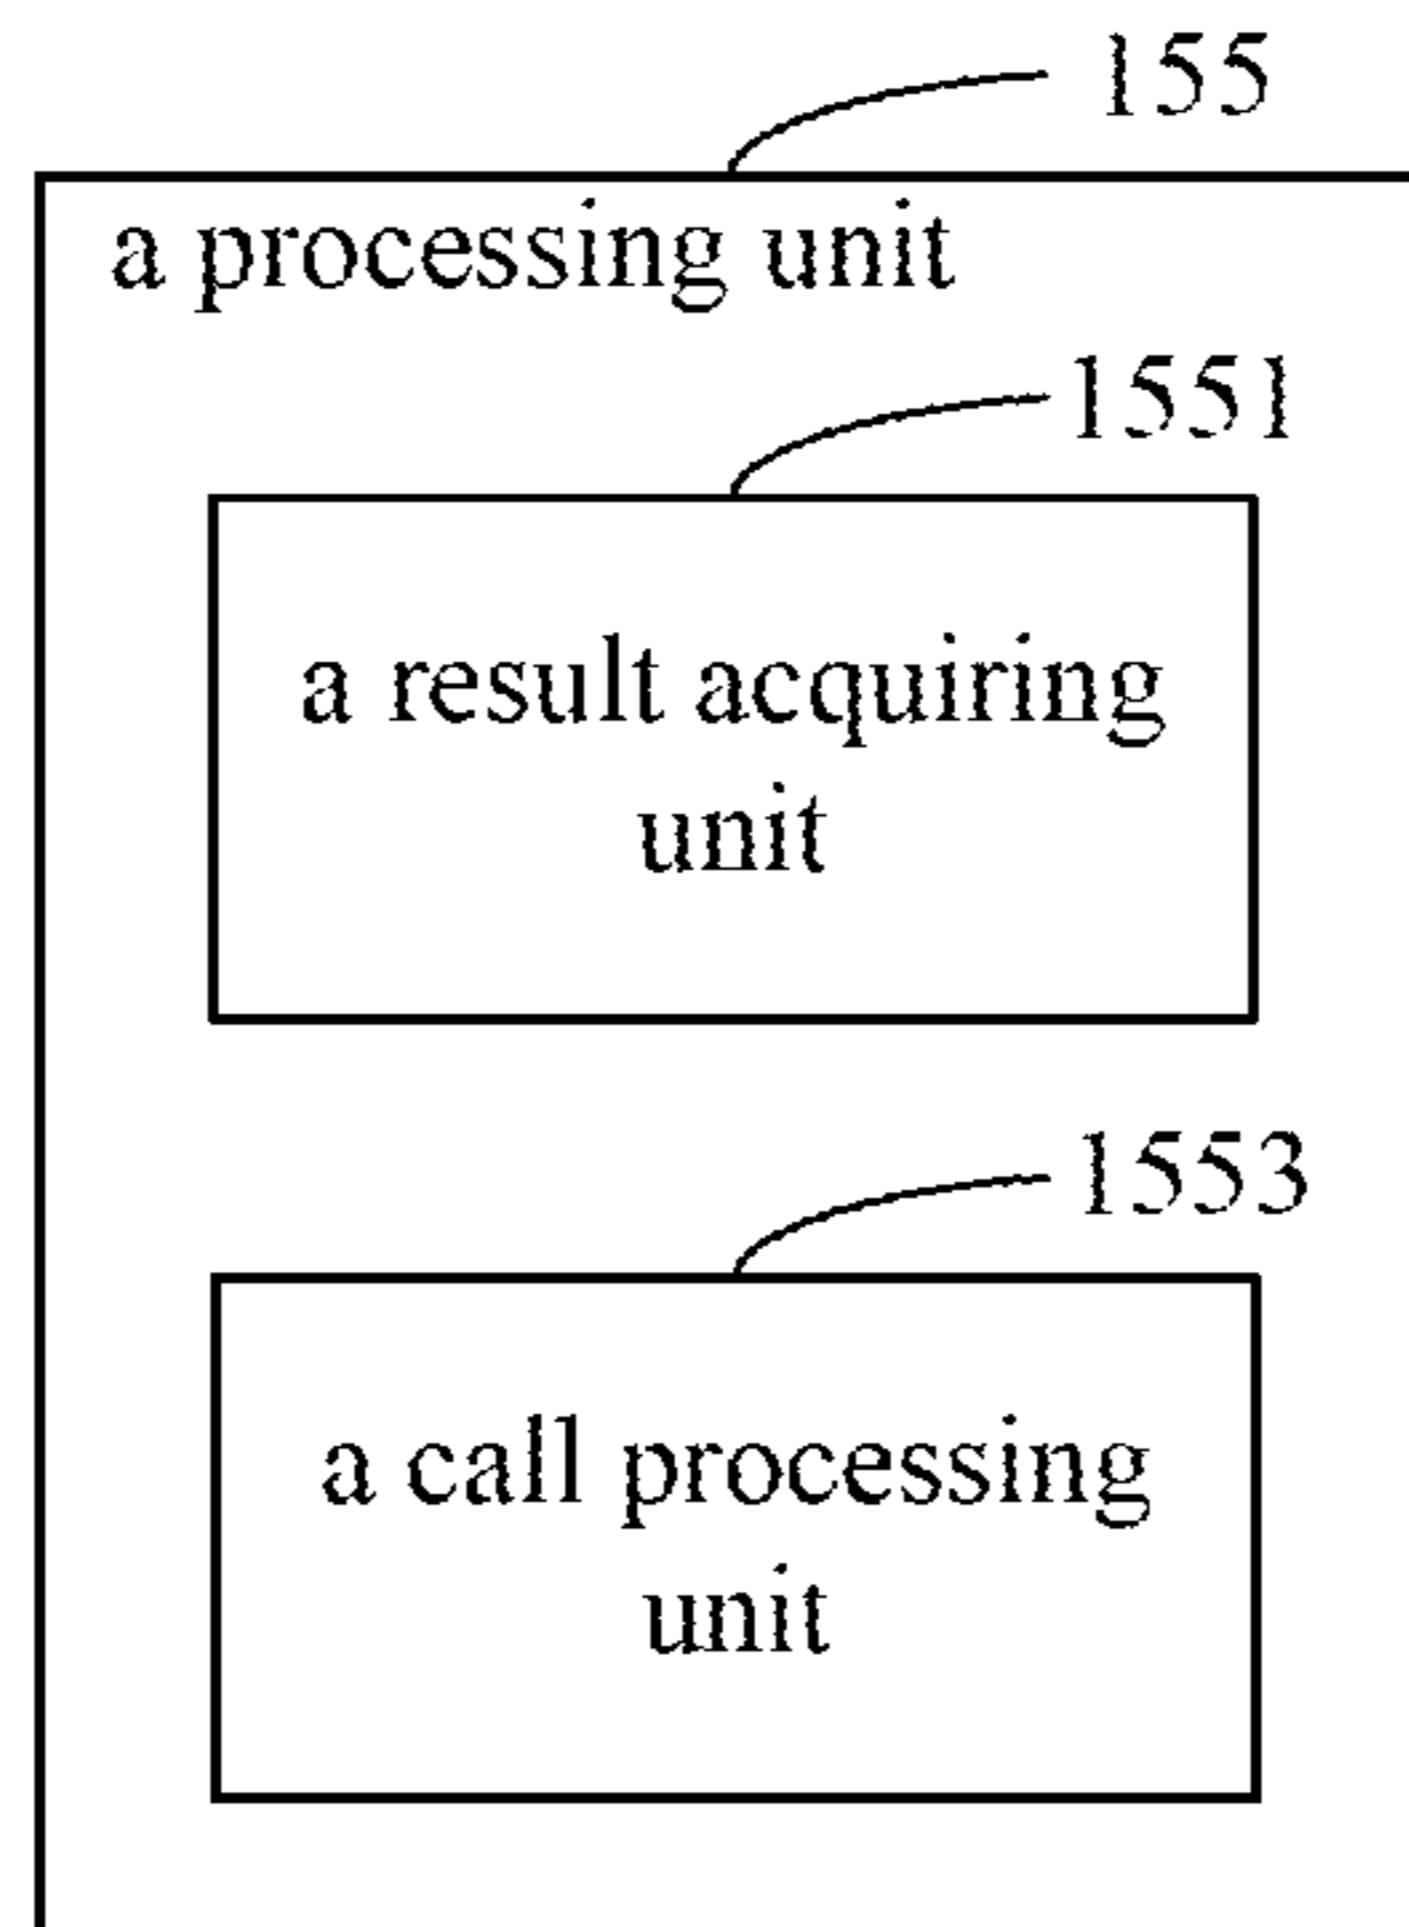 155
a processing unit
1551
a result acquiring
unit
1553
a call processing
unit